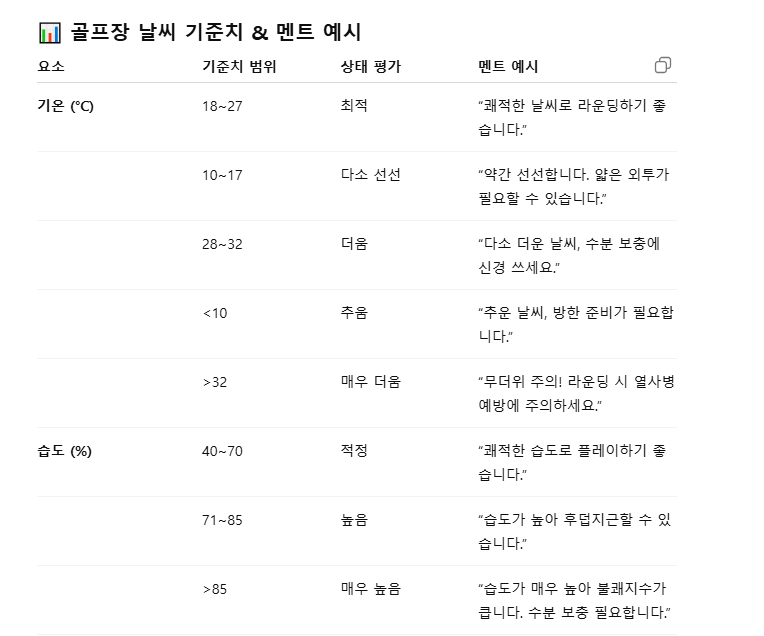 📊 골프장 날씨 기준치 & 멘트 예시
요소 기준치 범위 상태 평가 멘트 예시
기온 (°C) 18~27 최적 “쾌적한 날씨로 라운딩하기 좋
습니다.”
10~17 다소 선선 “약간 선선합니다. 얇은 외투가
필요할 수 있습니다.”
28~32 더움 “다소 더운 날씨, 수분 보충에
신경 쓰세요.”
<10 추움 “추운 날씨, 방한 준비가 필요합
니다.”
>32 매우 더움 “무더위 주의! 라운딩 시 열사병
예방에 주의하세요.”
습도 (%) 40~70 적정 “쾌적한 습도로 플레이하기 좋
습니다.”
71~85 높음 “습도가 높아 후덥지근할 수 있
습니다.”
>85 매우 높음 “습도가 매우 높아 불쾌지수가
큽니다. 수분 보충 필요합니다.”